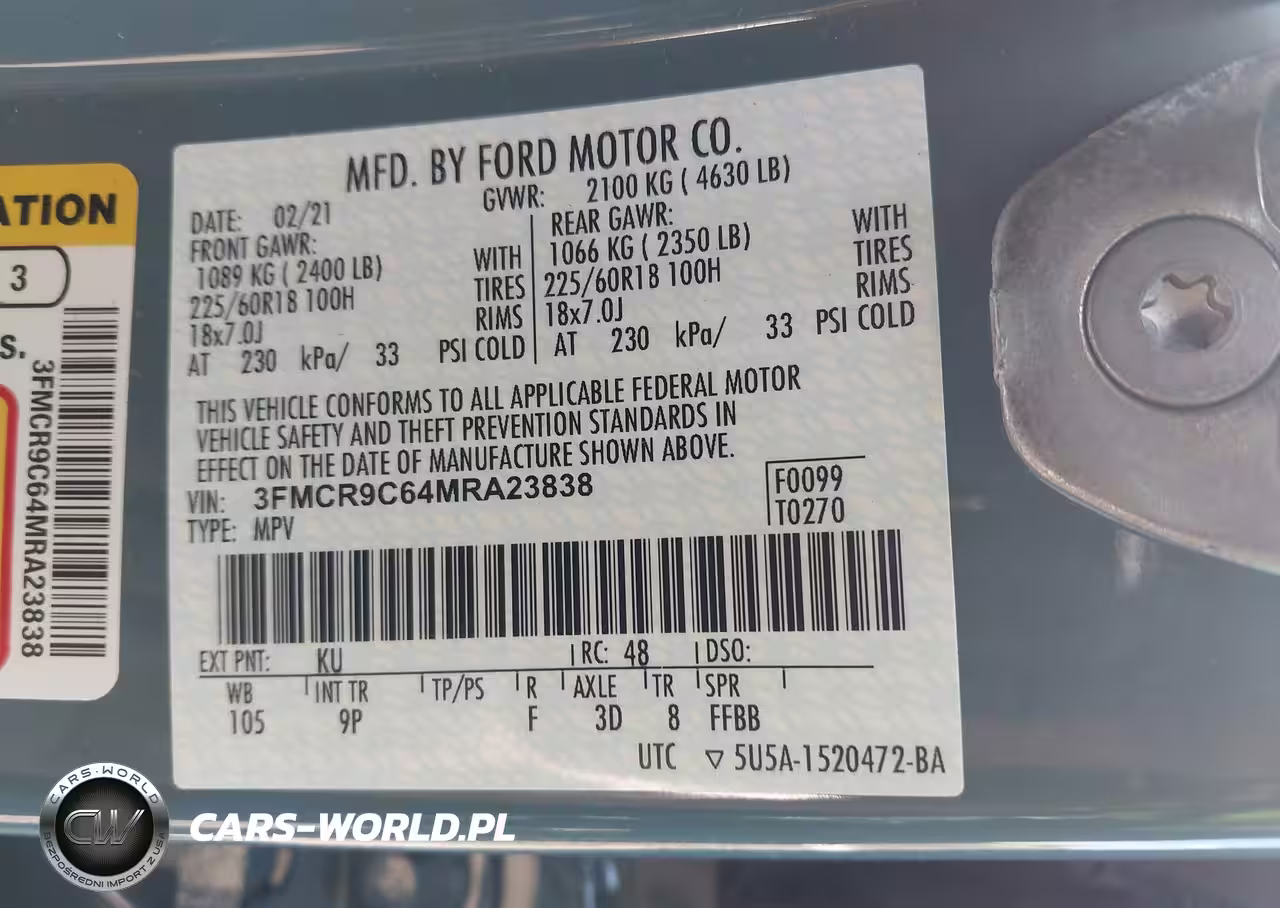 MFD. BY FORD MOTOR CO.
DATE: 02/21
GVWR: 2100 KG ( 4630 LB)
FRONT GAWR:
1089 KG ( 2400 LB) WITH
225/60R18 100H TIRES
18x7.0J RIMS
AT 230 kPa/ 33 PSI COLD
REAR GAWR: WITH
1066 KG ( 2350 LB) TIRES
225/60R18 100H RIMS
18x7.0J
AT 230 kPa/ 33 PSI COLD
THIS VEHICLE CONFORMS TO ALL APPLICABLE FEDERAL MOTOR
VEHICLE SAFETY AND THEFT PREVENTION STANDARDS IN
EFFECT ON THE DATE OF MANUFACTURE SHOWN ABOVE.
VIN: 3FMCR9C64MRA23838
TYPE: MPV
F0099
T0270
EXT PNT: KU RC: 48 DSO:
WB INT TR TP/PS R AXLE TR SPR
105 9P F 3D 8 FFBB
UTC ▽ 5U5A-1520472-BA
ATION
3
S.
3FMCR9C64MRA23838
CARS-WORLD
CW
BEZPOŚREDNI IMPORT Z USA
CARS-WORLD.PL